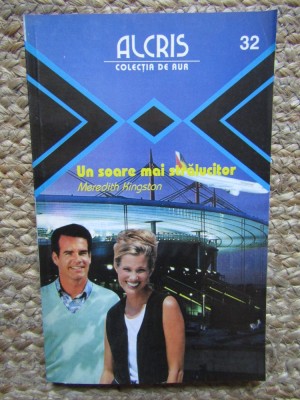 ALCRIS
COLECȚIA DE AUR
32
Un soare mai strălucitor
Meredith Kingston